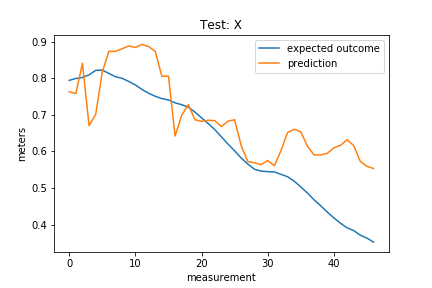 Test: X
expected outcome
prediction
meters
0.9
0.8
0.7
0.6
0.5
0.4
0 10 20 30 40
measurement